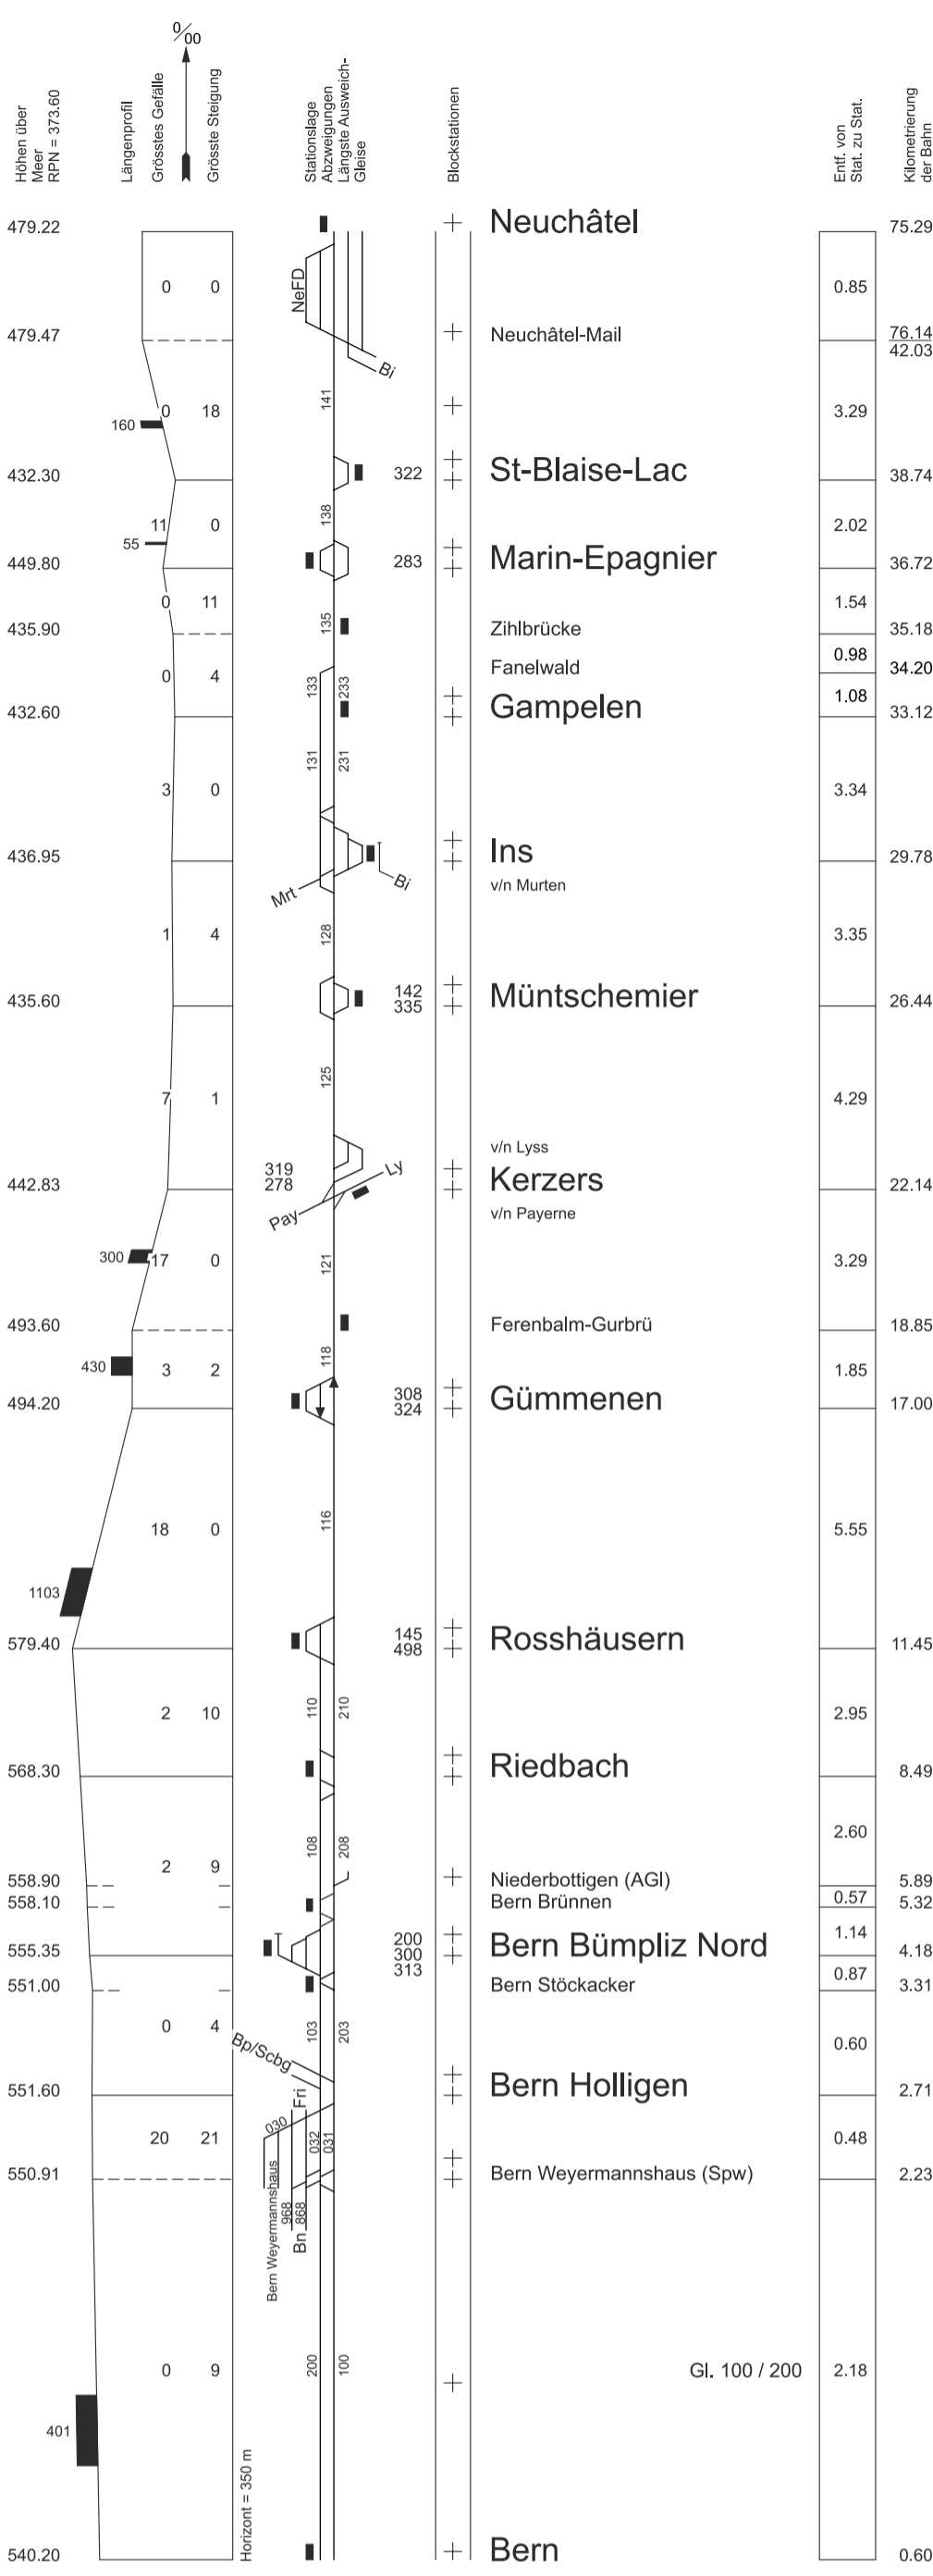 0/00
Höhen über
Meer
RPN = 373.60
Längenprofil
Grösstes Gefälle
Grösste Steigung
Stationslage
Abzweigungen
Längste Ausweich-
Gleise
Blockstationen
Entf. von
Stat. zu Stat.
Kilometrierung
der Bahn
479.22 Neuchâtel 75.29
NeFD
0 0 0.85
479.47 Neuchâtel-Mail 76.14
42.03
Bi
141
160 0 18 3.29
432.30 322 St-Blaise-Lac 38.74
138
55 11 0 2.02
449.80 283 Marin-Epagnier 36.72
0 11 135 1.54
435.90 Zihlbrücke 35.18
0.98
Fanelwald 34.20
0 4 133 233 1.08
432.60 Gampelen 33.12
131 231
3 0 3.34
436.95 Ins 29.78
v/n Murten
Mrt Bi
1 4 128 3.35
435.60 142 Müntschemier 26.44
335
7 1 125 4.29
v/n Lyss
319 Ly
442.83 278 Kerzers 22.14
v/n Payerne
Pay
300 17 0 121 3.29
493.60 Ferenbalm-Gurbrü 18.85
430 3 2 118 1.85
494.20 308 Gümmenen 17.00
324
18 0 116 5.55
1103
579.40 145 Rosshäusern 11.45
498
2 10 110 210 2.95
568.30 Riedbach 8.49
2.60
2 9 108 208
558.90 Niederbottigen (AGl) 5.89
0.57
558.10 Bern Brünnen 5.32
1.14
555.35 200 Bern Bümpliz Nord 4.18
300
313
0.87
551.00 Bern Stöckacker 3.31
0 4 103 203 0.60
Bp/Scbg
551.60 Bern Holligen 2.71
Fri
030
20 21 032 031 0.48
550.91 Bern Weyermannshaus (Spw) 2.23
Bern Weyermannshaus
968 868
Bn
0 9 200 100 Gl. 100 / 200 2.18
401
Horizont = 350 m
540.20 Bern 0.60